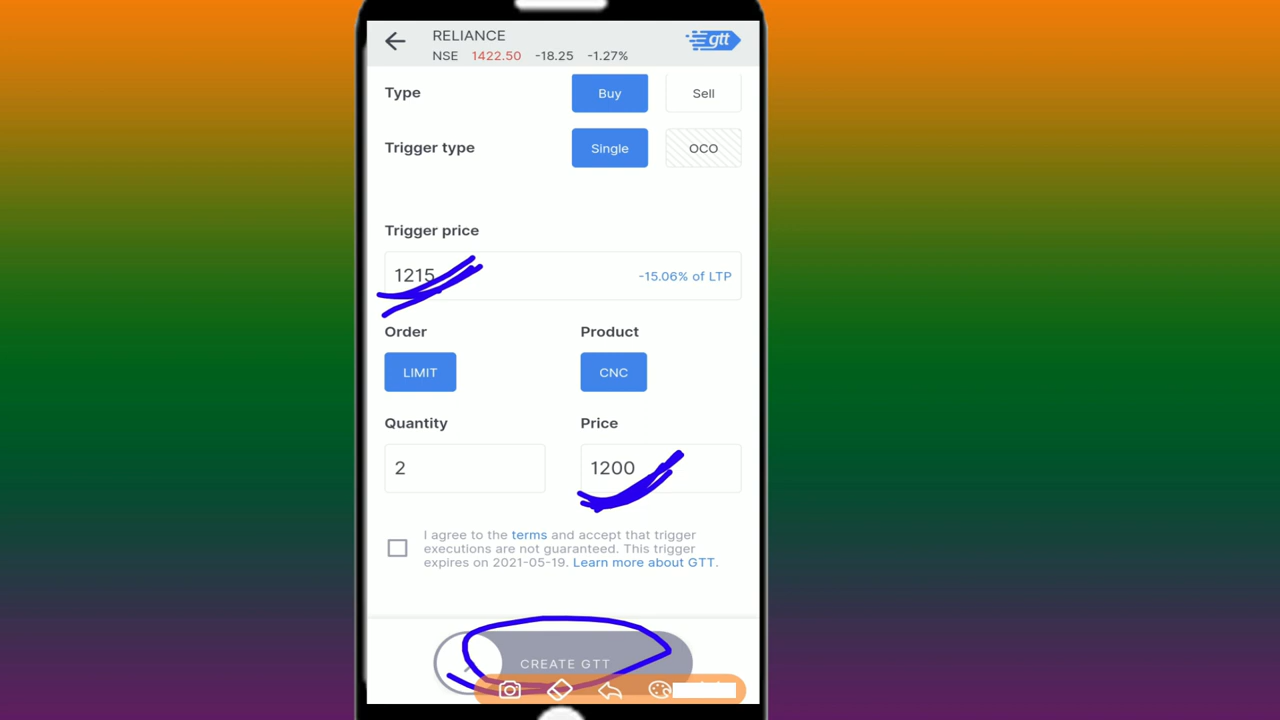 RELIANCE
gtt
NSE 1422.50 -18.25 -1.27%
Type Buy Sell
Trigger type Single OCO
Trigger price
1215 -15.06% of LTP
Order Product
LIMIT CNC
Quantity Price
2 1200
I agree to the terms and accept that trigger
executions are not guaranteed. This trigger
expires on 2021-05-19. Learn more about GTT.
CREATE GTT